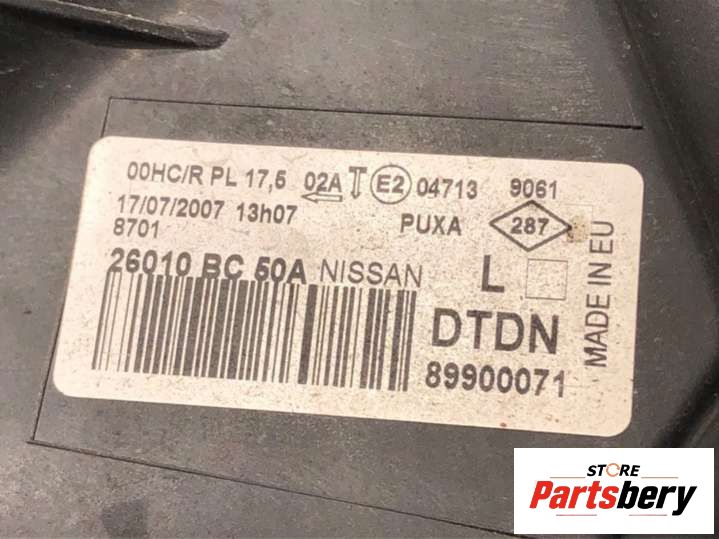 00HC/R PL 17,5 02A E2 04713 9061
17/07/2007 13h07 PUXA 287
8701
26010 BC 50A NISSAN L
DTDN
89900071
MADE IN EU
STORE
Partsbery